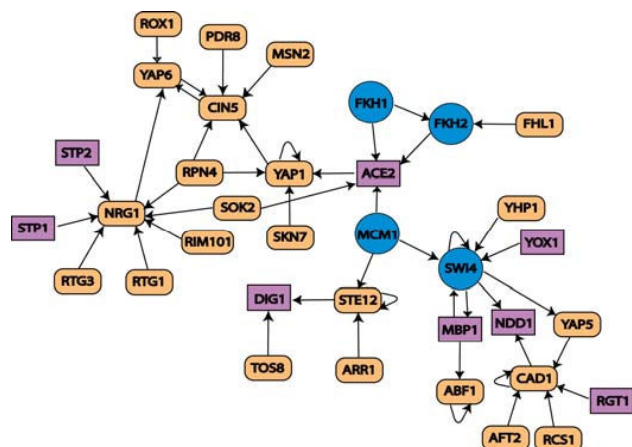 ROX1
PDR8
MSN2
YAP6
CIN5
FKH1
FKH2
FHL1
STP2
RPN4
YAP1
ACE2
NRG1
SOK2
YHP1
STP1
RIM101
SKN7
MCM1
YOX1
SWI4
RTG3
RTG1
DIG1
STE12
MBP1
NDD1
YAP5
TOS8
ARR1
ABF1
CAD1
RGT1
AFT2
RCS1